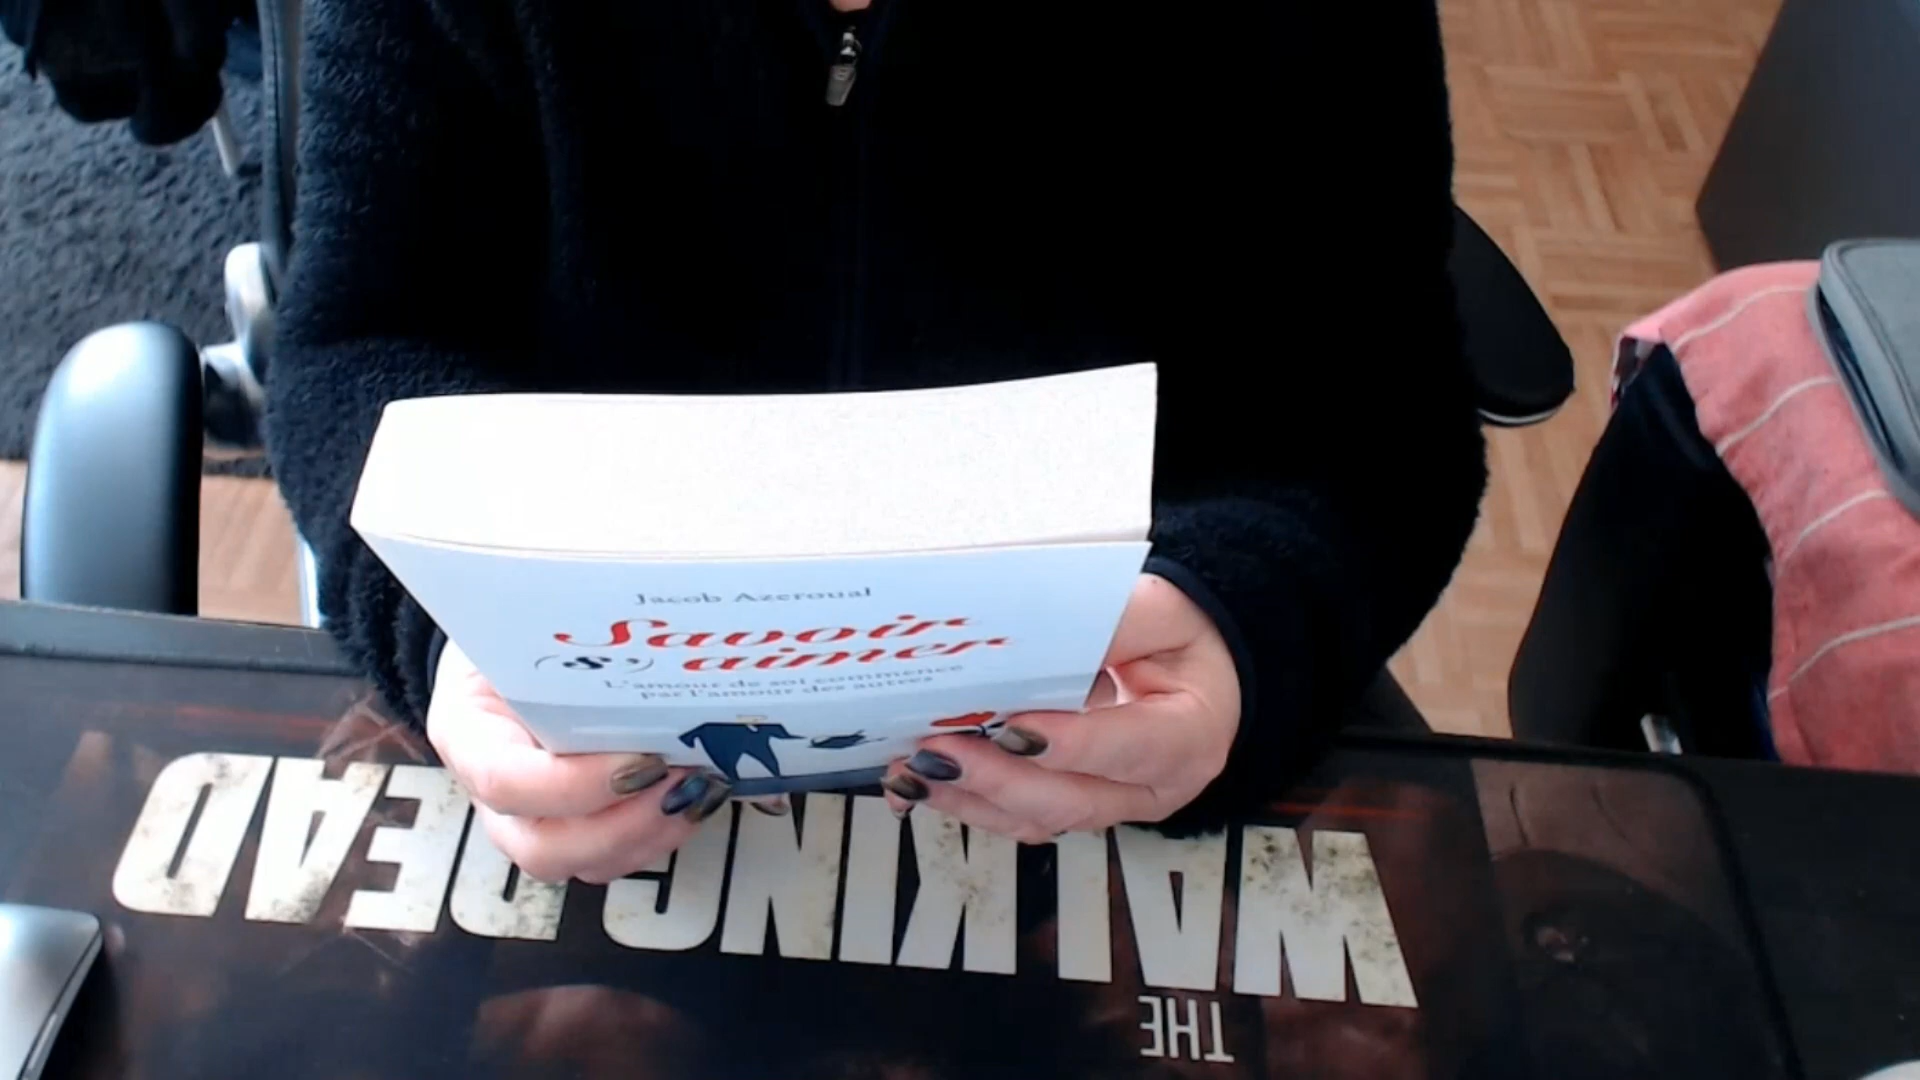 Jacob Azeroual
Savoir
(s') aimer
L'amour de soi commence
par l'amour des autres
THE
WALKING DEAD